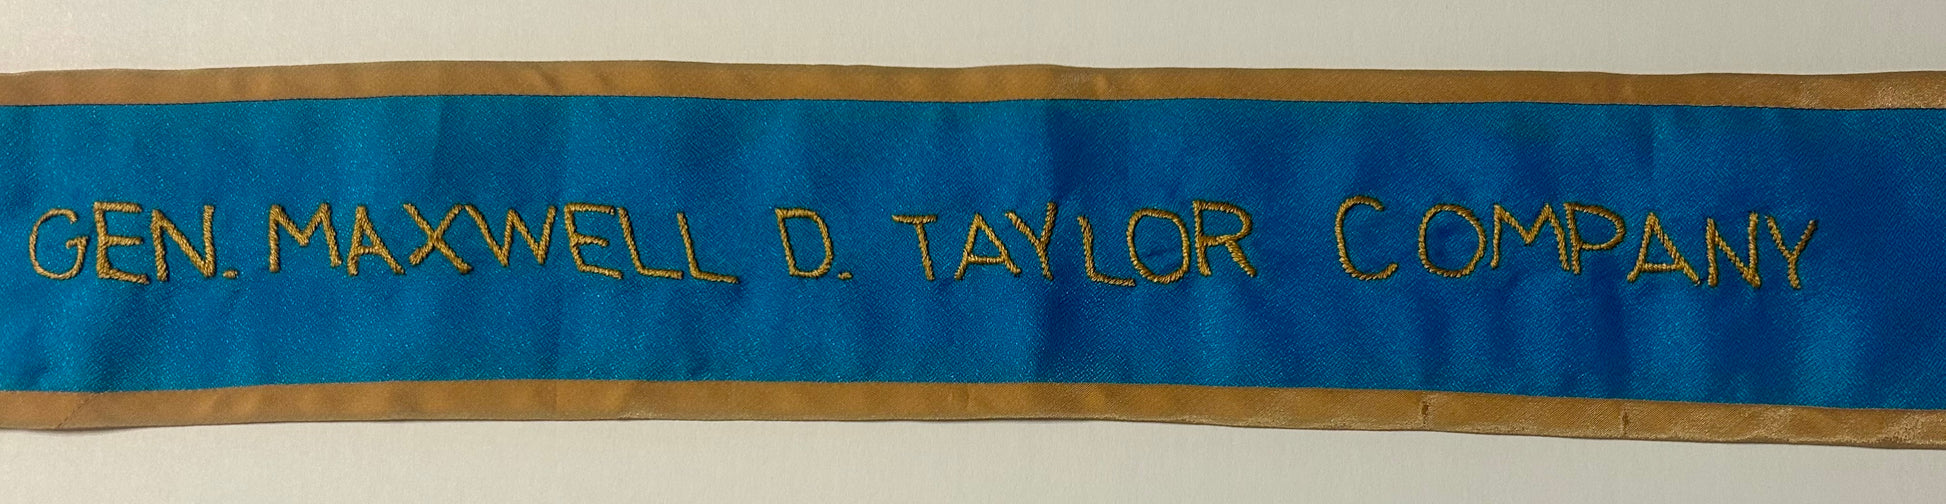 GEN. MAXWELL D. TAYLOR COMPANY